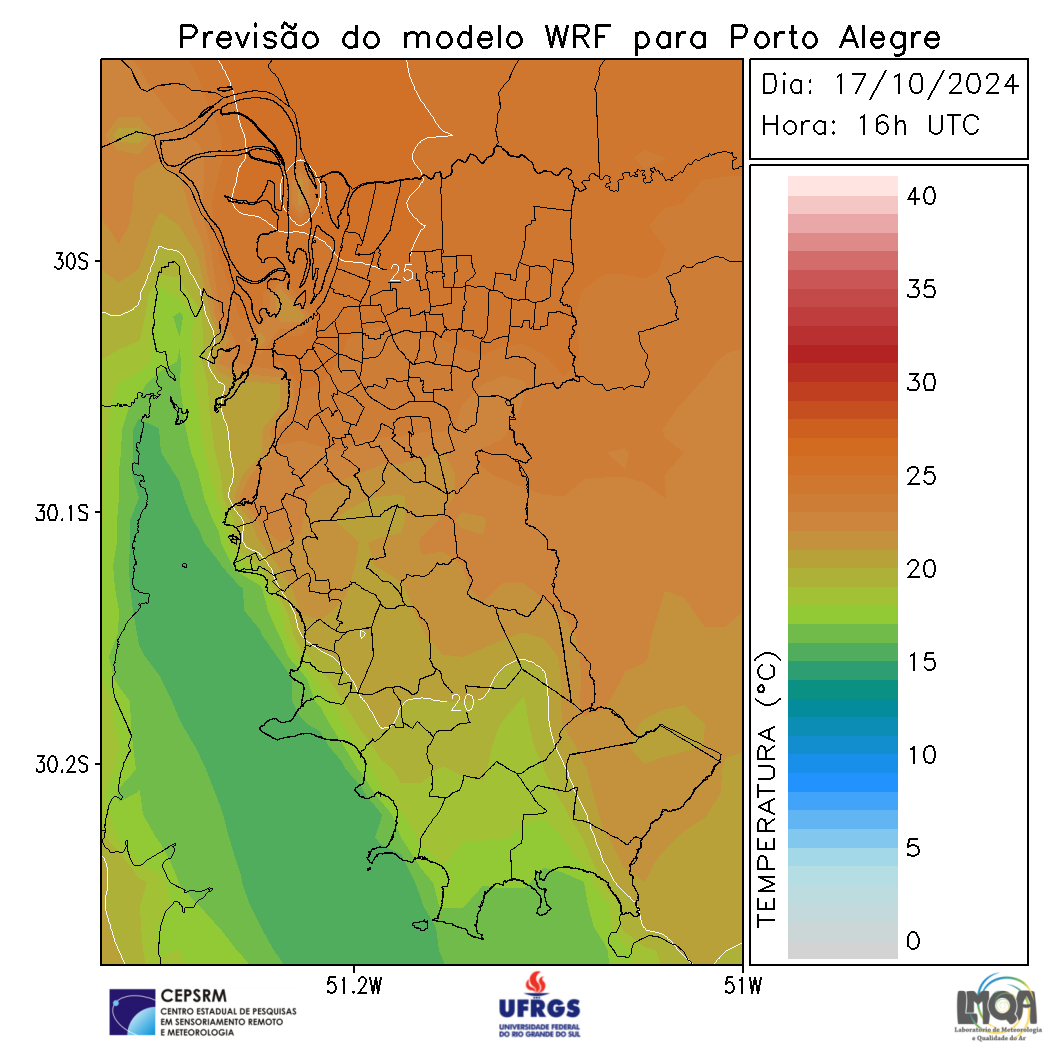 Previsão do modelo WRF para Porto Alegre
Dia: 17/10/2024
Hora: 16h UTC
40
35
30
25
20
15
10
5
0
TEMPERATURA (°C)
30S
30.1S
30.2S
51.2W
51W
25
20
CEPSRM
CENTRO ESTADUAL DE PESQUISAS
EM SENSORIAMENTO REMOTO
E METEOROLOGIA
UFRGS
UNIVERSIDADE FEDERAL
DO RIO GRANDE DO SUL
LMQA
Laboratório de Meteorologia
e Qualidade do Ar